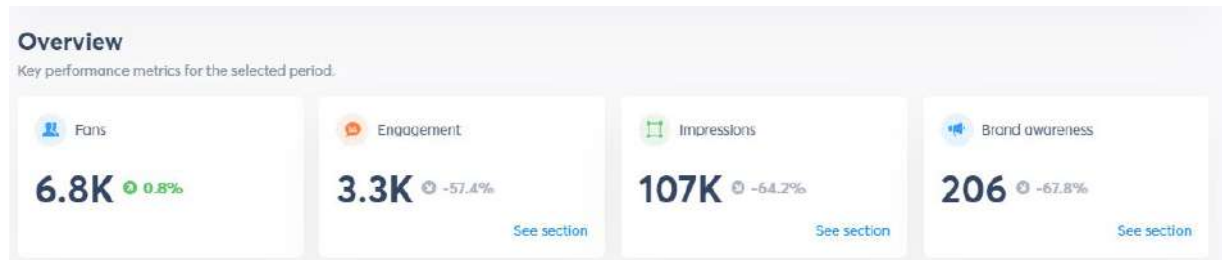 Overview
Key performance metrics for the selected period.
Fans
6.8K 0.8%
Engagement
3.3K -57.4%
See section
Impressions
107K -64.2%
See section
Brand awareness
206 -67.8%
See section